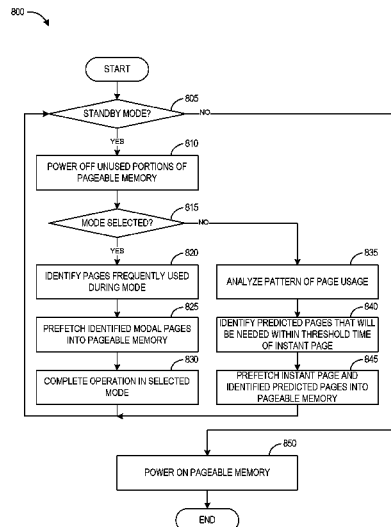 800
START
805
STANDBY MODE?
NO
YES
810
POWER OFF UNUSED PORTIONS OF
PAGEABLE MEMORY
815
MODE SELECTED?
NO
YES
820
IDENTIFY PAGES FREQUENTLY USED
DURING MODE
825
PREFETCH IDENTIFIED MODAL PAGES
INTO PAGEABLE MEMORY
830
COMPLETE OPERATION IN SELECTED
MODE
835
ANALYZE PATTERN OF PAGE USAGE
840
IDENTIFY PREDICTED PAGES THAT WILL
BE NEEDED WITHIN THRESHOLD TIME
OF INSTANT PAGE
845
PREFETCH INSTANT PAGE AND
IDENTIFIED PREDICTED PAGES INTO
PAGEABLE MEMORY
850
POWER ON PAGEABLE MEMORY
END